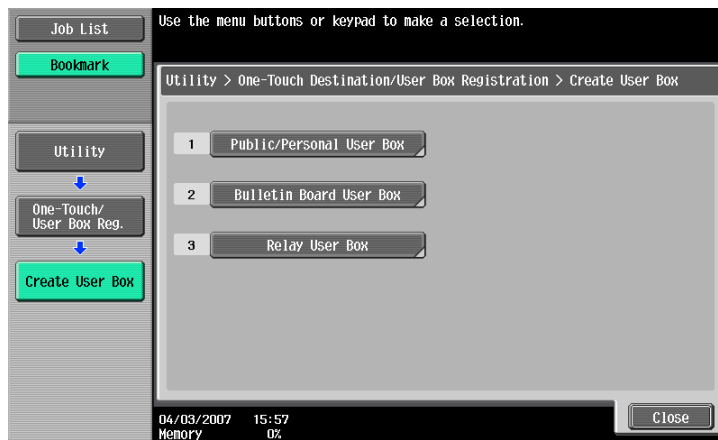 Job List
Bookmark
Utility
One-Touch/
User Box Reg.
Create User Box
Use the menu buttons or keypad to make a selection.
Utility > One-Touch Destination/User Box Registration > Create User Box
1 Public/Personal User Box
2 Bulletin Board User Box
3 Relay User Box
04/03/2007 15:57
Memory 0%
Close